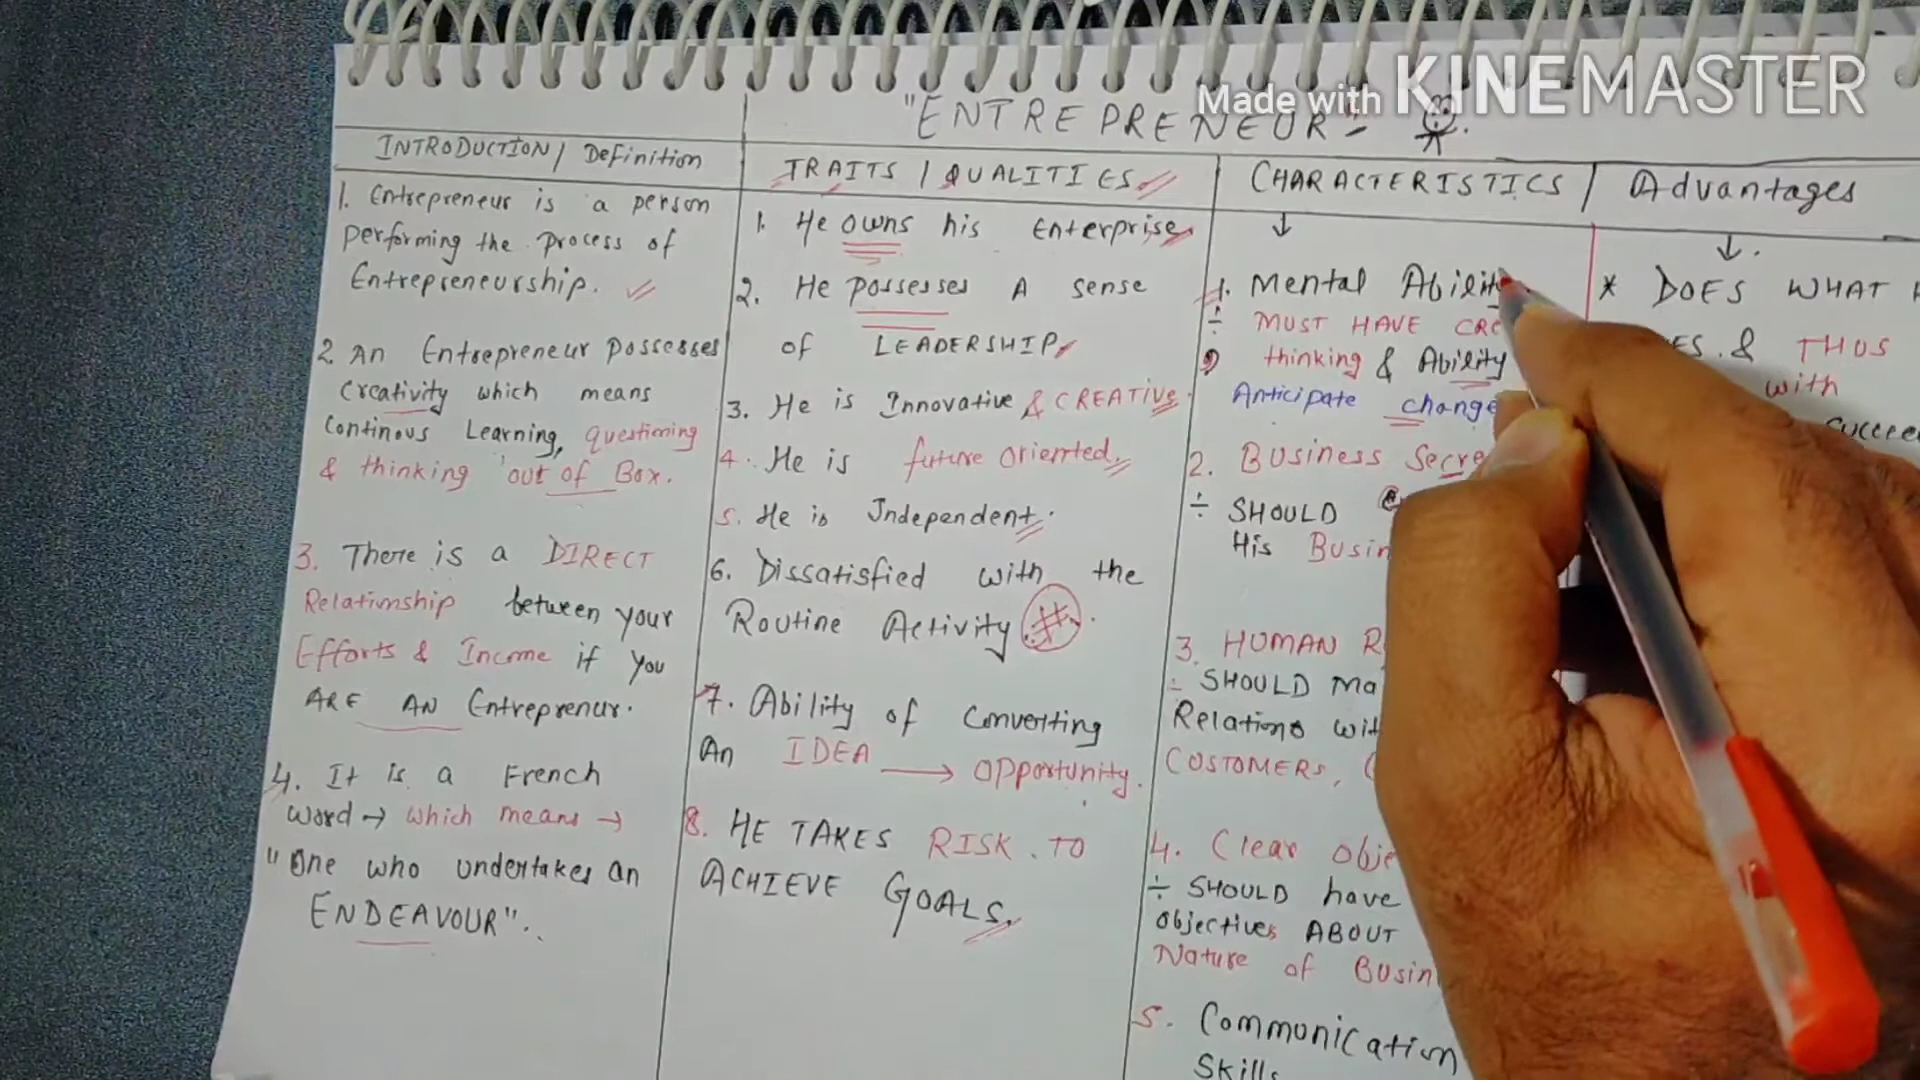 Made with KINEMASTER
"ENTREPRENEUR"-
INTRODUCTION/ Definition
1. Entrepreneur is a person
performing the process of
Entrepreneurship.
2. An Entrepreneur possesses
Creativity which means
Continous Learning, questioning
& thinking 'out of Box.
3. There is a DIRECT
Relationship between your
Efforts & Income if you
ARE AN Entreprenur.
4. It is a French
word → which means →
"One who undertakes an
ENDEAVOUR".
TRAITS / QUALITIES
1. He owns his Enterprise
2. He possesses A sense
of LEADERSHIP
3. He is Innovative & CREATIVE.
4. He is future oriented.
5. He is Independent.
6. Dissatisfied with the
Routine Activity #.
7. Ability of Converting
An IDEA → opportunity.
8. HE TAKES RISK. TO
ACHIEVE GOALS.
CHARACTERISTICS /
↓
1. Mental Ability
÷ MUST HAVE
thinking & Ability
Anticipate change
2. Business
÷ SHOULD
His
3. HUMAN
÷ SHOULD
Relations
CUSTOMERS,
4. Clear
÷ SHOULD have
objectives ABOUT
Nature of
5. Communication
Skills
Advantages
↓.
* DOES WHAT
& THUS
with